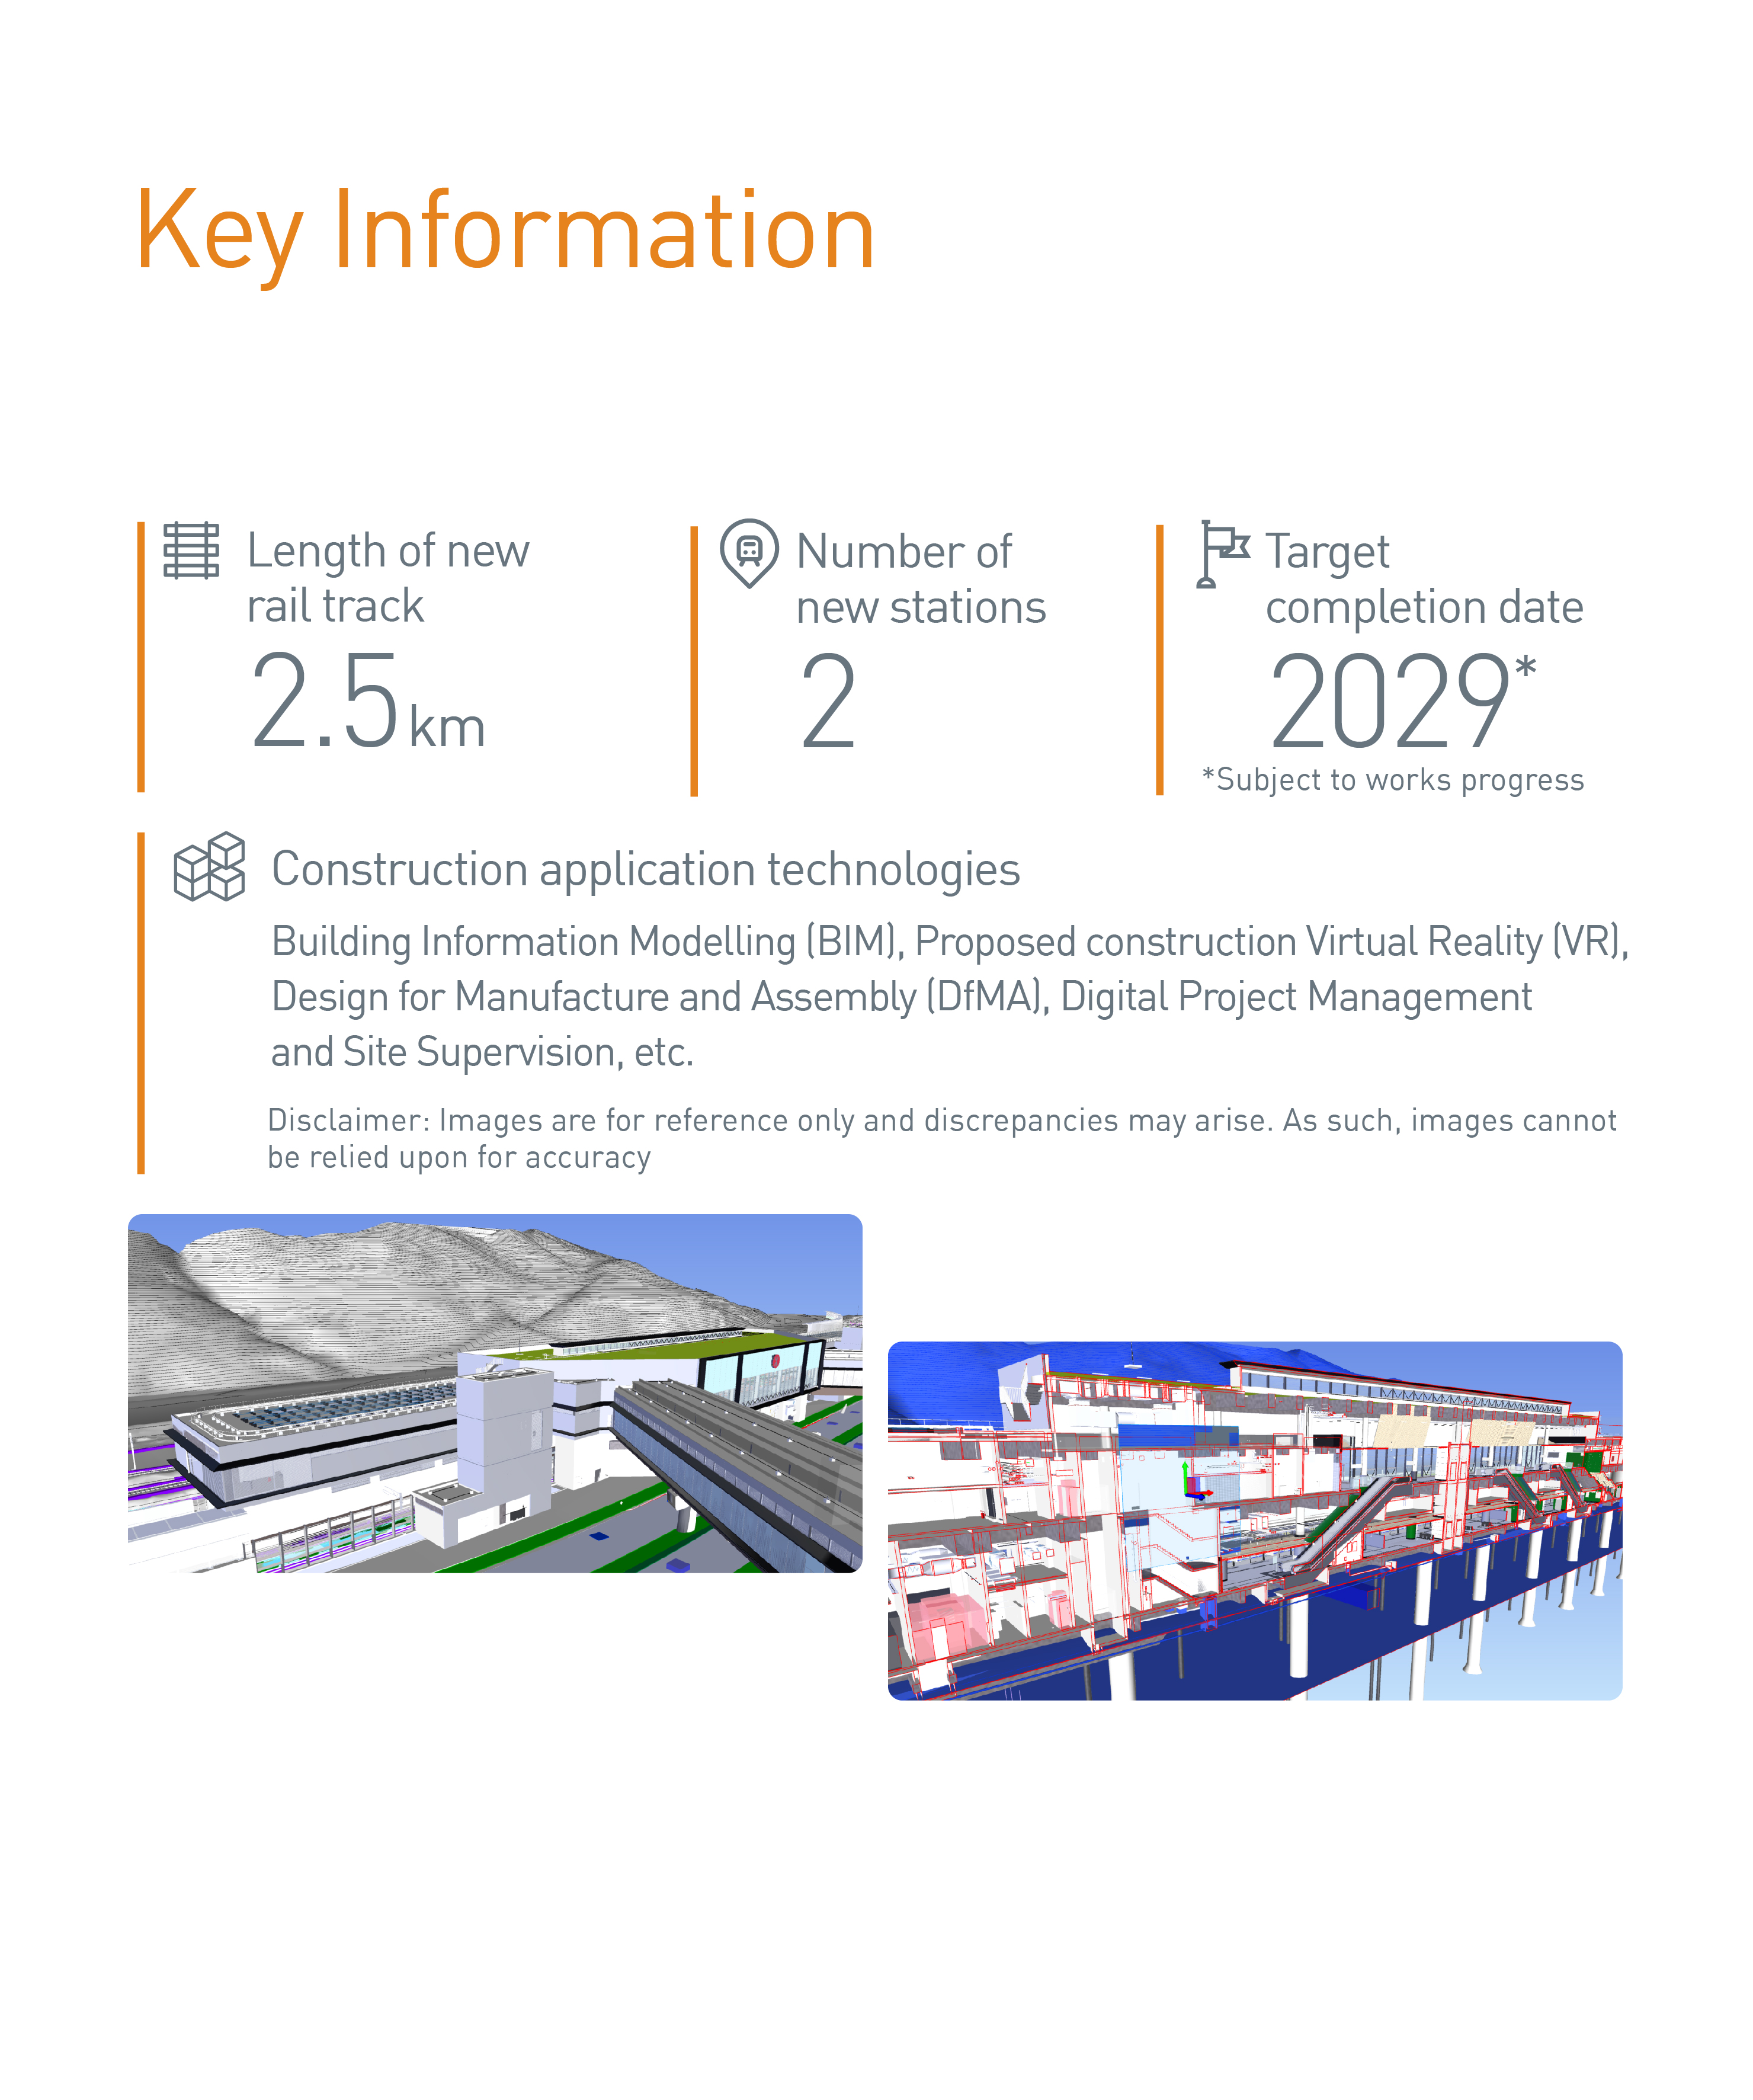 Key Information
Length of new
rail track
2.5 km
Number of
new stations
2
Target
completion date
2029*
*Subject to works progress
Construction application technologies
Building Information Modelling (BIM), Proposed construction Virtual Reality (VR),
Design for Manufacture and Assembly (DfMA), Digital Project Management
and Site Supervision, etc.
Disclaimer: Images are for reference only and discrepancies may arise. As such, images cannot
be relied upon for accuracy